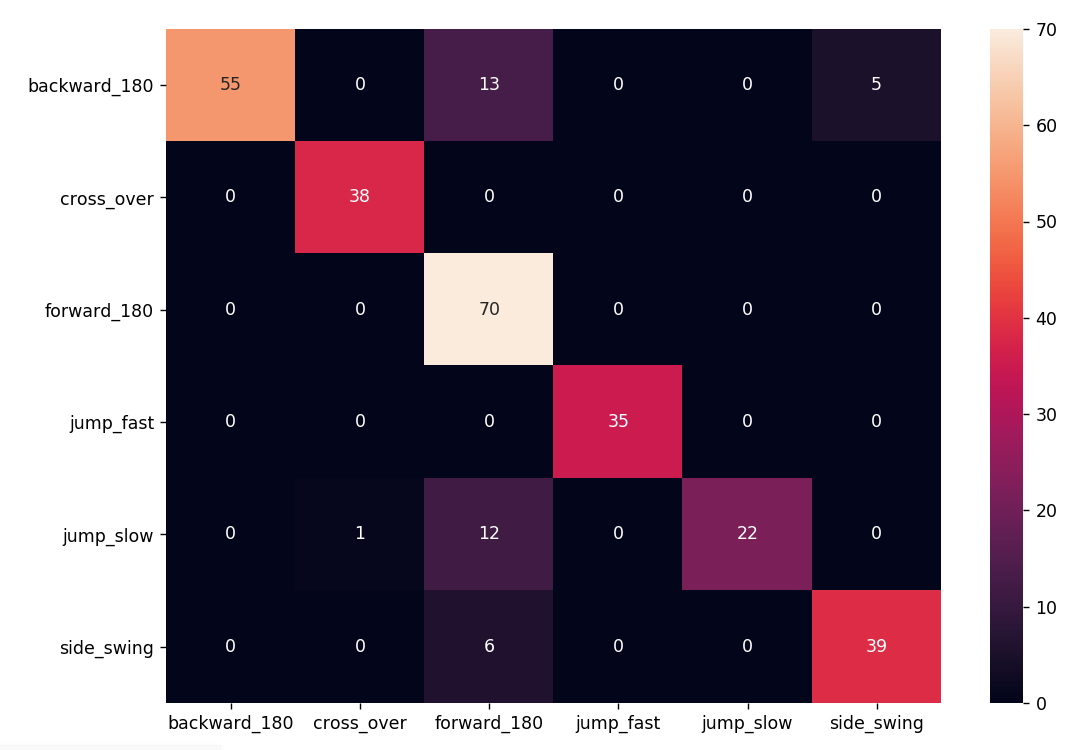 70
backward_180 55 0 13 0 0 5
60
cross_over 0 38 0 0 0 0
50
forward_180 0 0 70 0 0 0
40
jump_fast 0 0 0 35 0 0
30
20
jump_slow 0 1 12 0 22 0
10
side_swing 0 0 6 0 0 39
0
backward_180 cross_over forward_180 jump_fast jump_slow side_swing